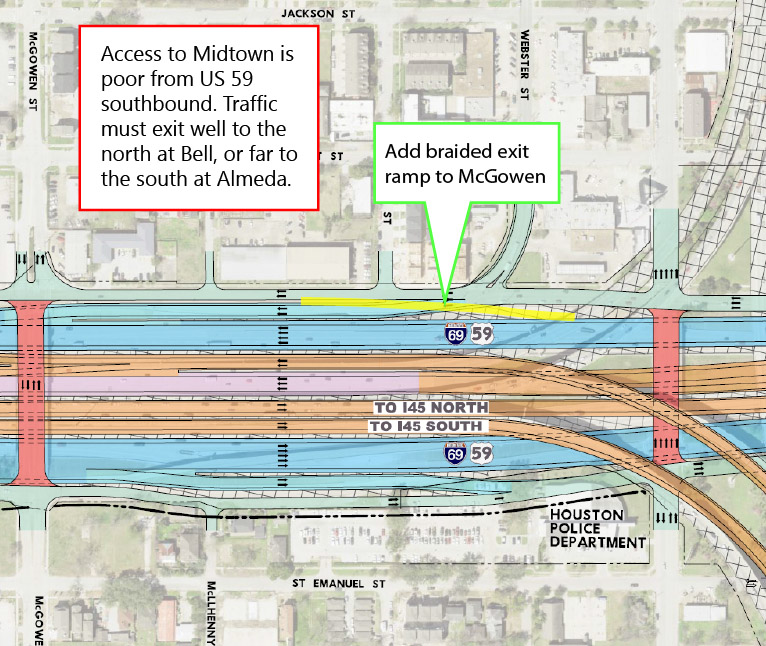 JACKSON ST
McGOWEN ST
WEBSTER ST
Access to Midtown is
poor from US 59
southbound. Traffic
must exit well to the
north at Bell, or far to
the south at Almeda.
Add braided exit
ramp to McGowen
T ST
ST
69 59
TO I45 NORTH
TO I45 SOUTH
69 59
HOUSTON
POLICE
DEPARTMENT
ST EMANUEL ST
McGOWE
McLLHENNY